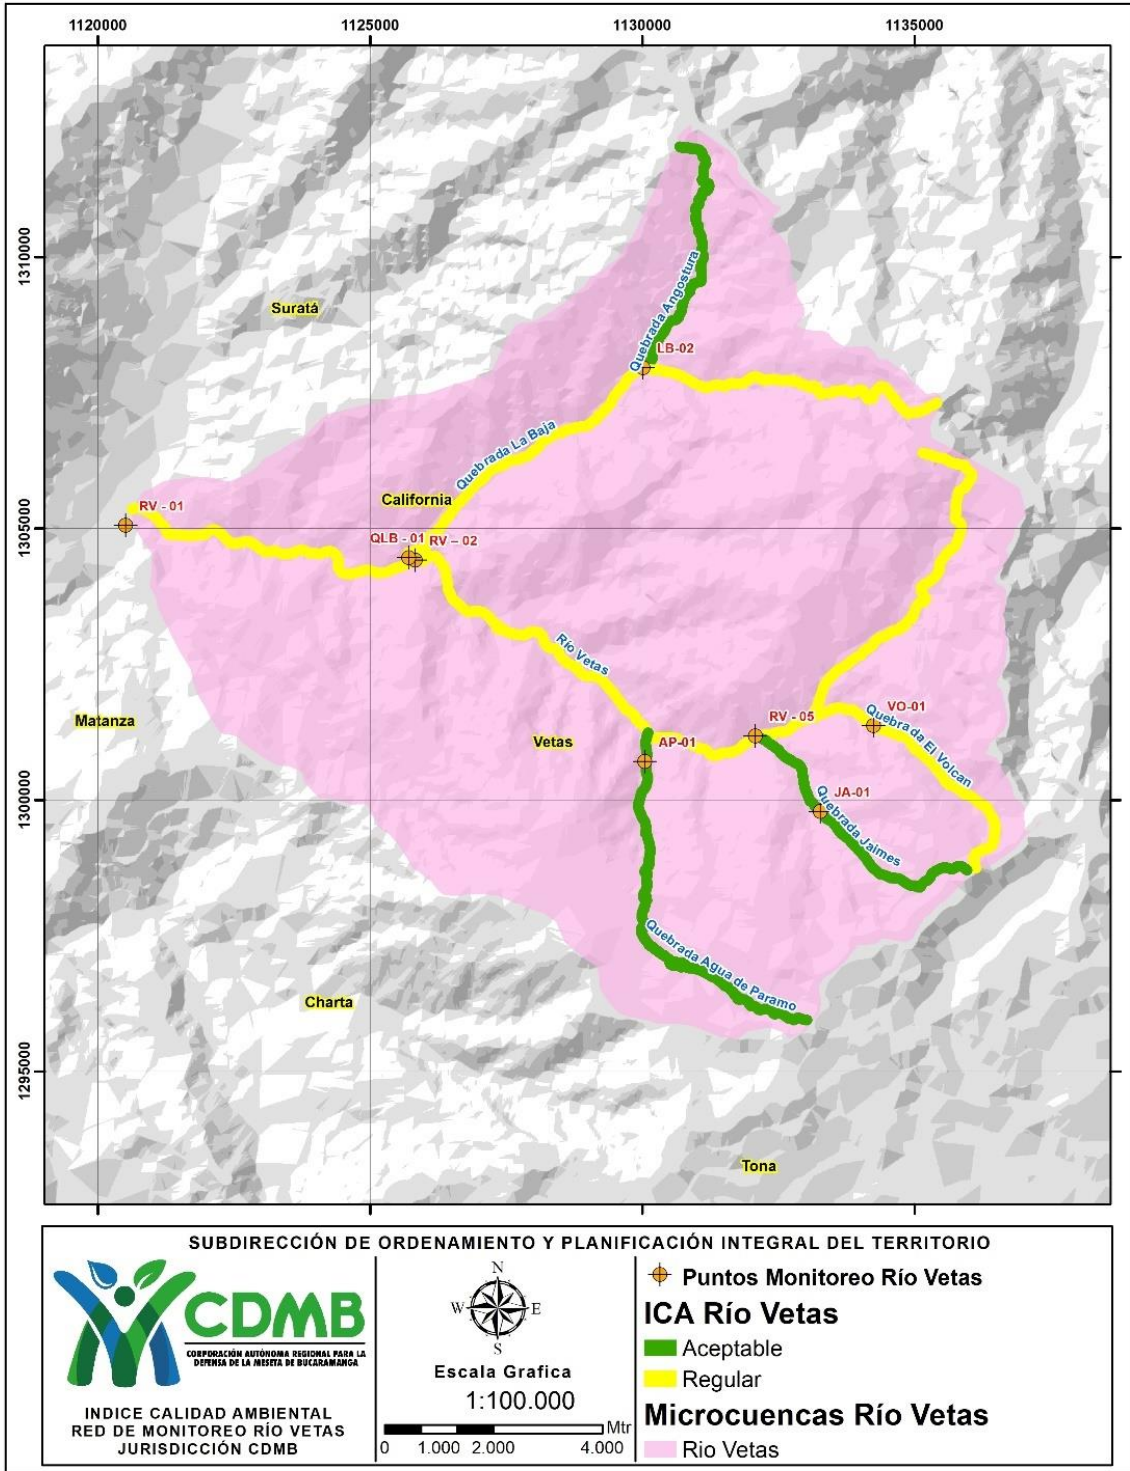 1120000
1125000
1130000
1135000
1310000
1305000
1300000
1295000
Quebrada Angostura
Suratá
LB-02
Quebrada La Baja
California
RV - 01
QLB - 01
RV – 02
Río Vetas
Matanza
Vetas
AP-01
RV - 05
VO-01
Quebrada El Volcan
JA-01
Quebrada Jaimes
Quebrada Agua de Paramo
Charta
Tona
SUBDIRECCIÓN DE ORDENAMIENTO Y PLANIFICACIÓN INTEGRAL DEL TERRITORIO
CDMB
CORPORACIÓN AUTÓNOMA REGIONAL PARA LA
DEFENSA DE LA MESETA DE BUCARAMANGA
INDICE CALIDAD AMBIENTAL
RED DE MONITOREO RÍO VETAS
JURISDICCIÓN CDMB
N
W
E
S
Escala Grafica
1:100.000
Mtr
0 1.000 2.000 4.000
Puntos Monitoreo Río Vetas
ICA Río Vetas
Aceptable
Regular
Microcuencas Río Vetas
Rio Vetas